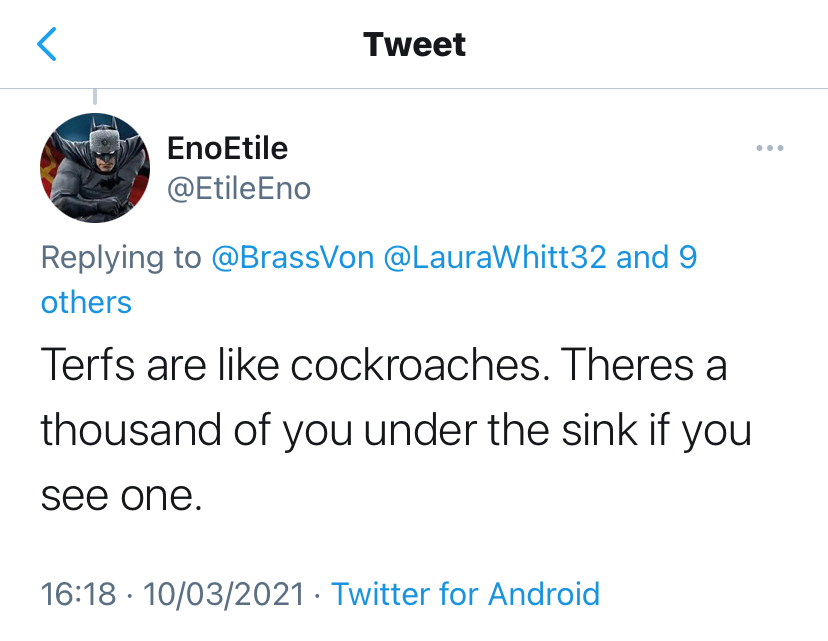 Tweet
EnoEtile
@EtileEno
Replying to @BrassVon @LauraWhitt32 and 9
others
Terfs are like cockroaches. Theres a
thousand of you under the sink if you
see one.
16:18 · 10/03/2021 · Twitter for Android